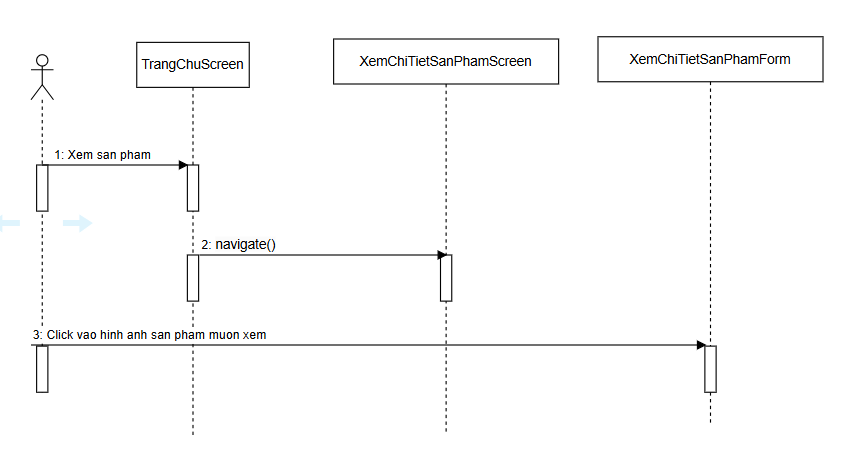 TrangChuScreen
XemChiTietSanPhamScreen
XemChiTietSanPhamForm
1: Xem san pham
2: navigate()
3: Click vao hinh anh san pham muon xem